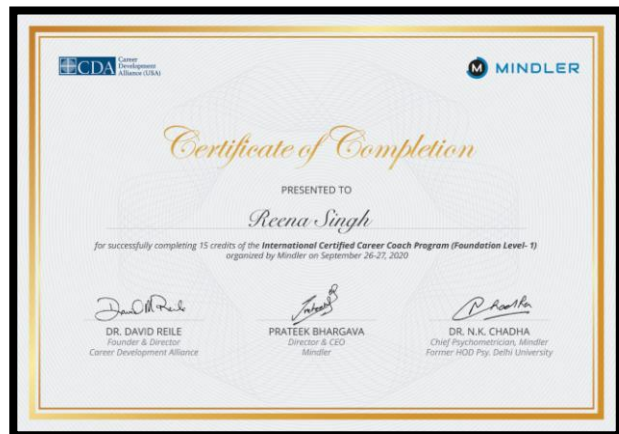 CDA Career
Development
Alliance (USA)
M MINDLER
Certificate of Completion
PRESENTED TO
Reena Singh
for successfully completing 15 credits of the International Certified Career Coach Program (Foundation Level- 1)
organized by Mindler on September 26-27, 2020
DR. DAVID REILE
Founder & Director
Career Development Alliance
PRATEEK BHARGAVA
Director & CEO
Mindler
DR. N.K. CHADHA
Chief Psychometrician, Mindler
Former HOD Psy. Delhi University